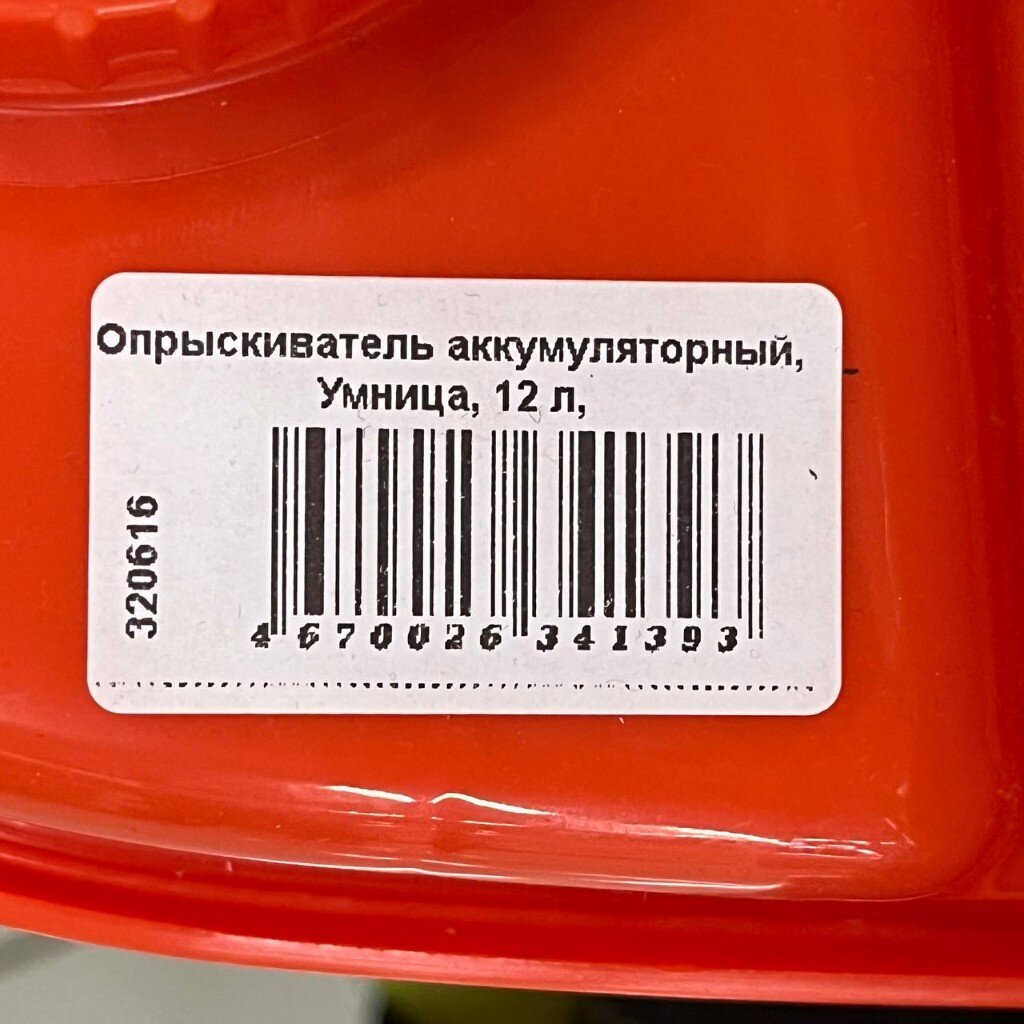 Опрыскиватель аккумуляторный,
Умница, 12 л,
320616
4 670026 341393